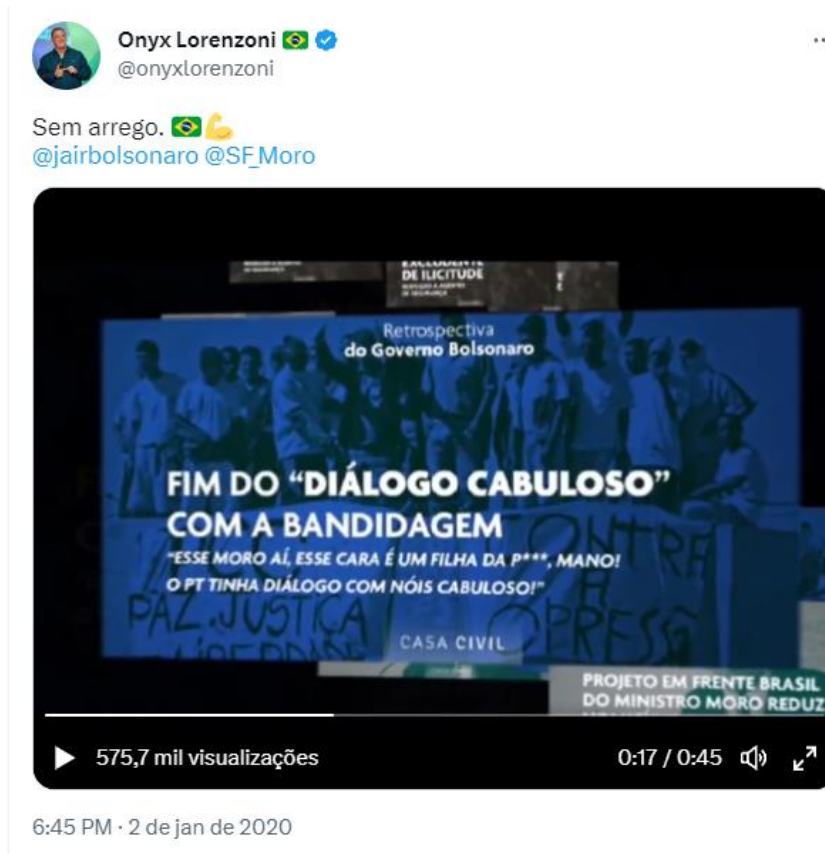 Onyx Lorenzoni
@onyxlorenzoni
Sem arrego.
@jairbolsonaro @SF_Moro
EXCLUDENTE
DE ILICITUDE
Retrospectiva
do Governo Bolsonaro
FIM DO “DIÁLOGO CABULOSO”
COM A BANDIDAGEM
“ESSE MORO AÍ, ESSE CARA É UM FILHA DA P***, MANO!
O PT TINHA DIÁLOGO COM NÓIS CABULOSO!”
CONTRA
A
PAZ. JUSTIÇA
OPRESSÃ
LIBERDADE
CASA CIVIL
PROJETO EM FRENTE BRASIL
DO MINISTRO MORO REDUZ
575,7 mil visualizações
0:17 / 0:45
6:45 PM · 2 de jan de 2020